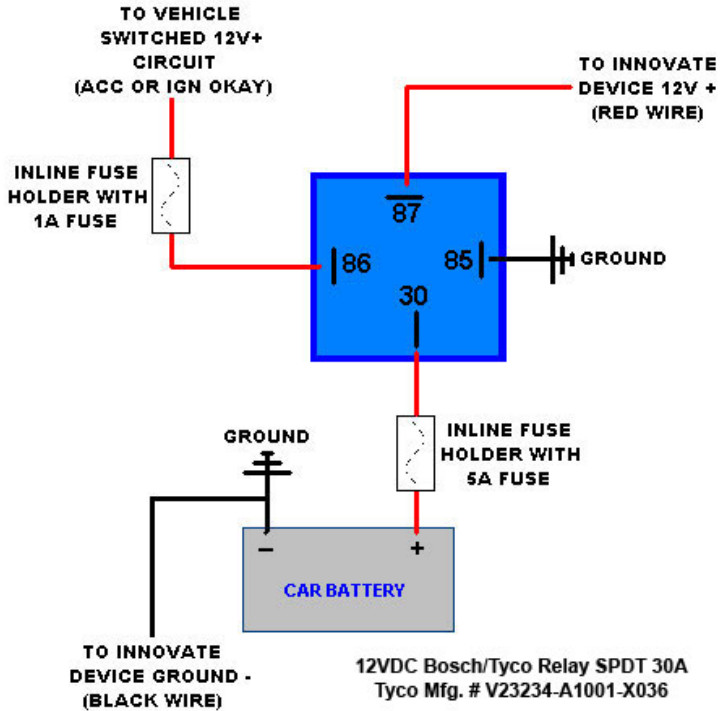 TO VEHICLE
SWITCHED 12V+
CIRCUIT
(ACC OR IGN OKAY)
TO INNOVATE
DEVICE 12V +
(RED WIRE)
INLINE FUSE
HOLDER WITH
1A FUSE
87
86
85
GROUND
30
GROUND
INLINE FUSE
HOLDER WITH
5A FUSE
–
+
CAR BATTERY
TO INNOVATE
DEVICE GROUND -
(BLACK WIRE)
12VDC Bosch/Tyco Relay SPDT 30A
Tyco Mfg. # V23234-A1001-X036